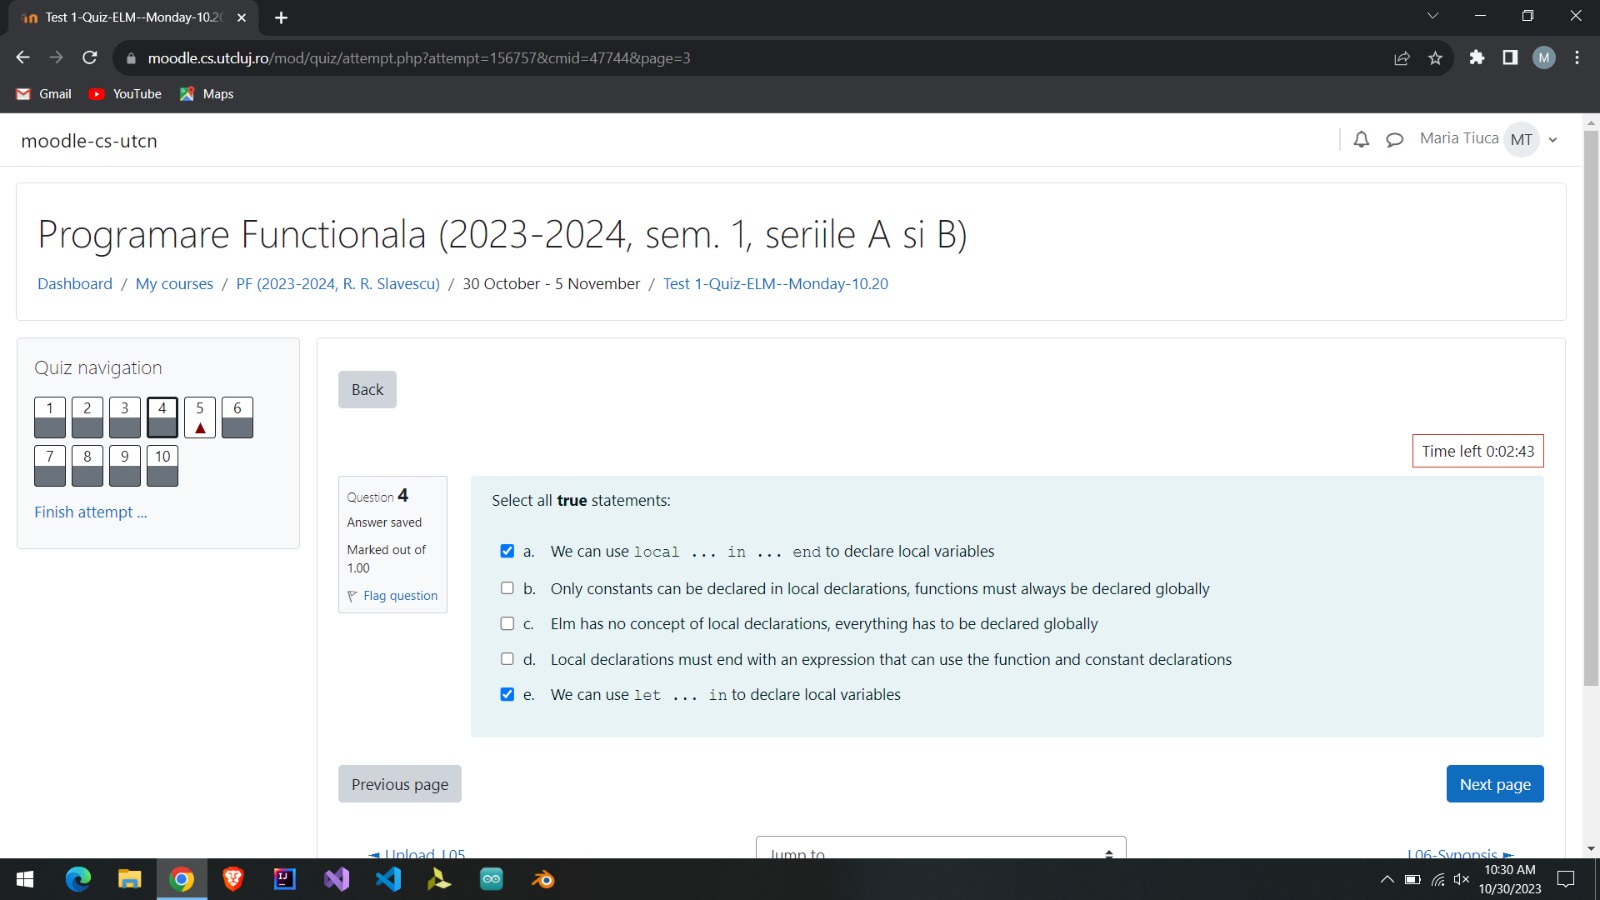 Test 1-Quiz-ELM--Monday-10.20
moodle.cs.utcluj.ro/mod/quiz/attempt.php?attempt=156757&cmid=47744&page=3
M
Gmail YouTube Maps
moodle-cs-utcn
Maria Tiuca MT
Programare Functionala (2023-2024, sem. 1, seriile A si B)
Dashboard / My courses / PF (2023-2024, R. R. Slavescu) / 30 October - 5 November / Test 1-Quiz-ELM--Monday-10.20
Quiz navigation
1 2 3 4 5 6
7 8 9 10
Finish attempt ...
Back
Time left 0:02:43
Question 4
Answer saved
Marked out of
1.00
Flag question
Select all true statements:
a. We can use local ... in ... end to declare local variables
b. Only constants can be declared in local declarations, functions must always be declared globally
c. Elm has no concept of local declarations, everything has to be declared globally
d. Local declarations must end with an expression that can use the function and constant declarations
e. We can use let ... in to declare local variables
Previous page
Next page
◄ Upload_L05
Jump to...
L06-Synopsis ►
10:30 AM
10/30/2023